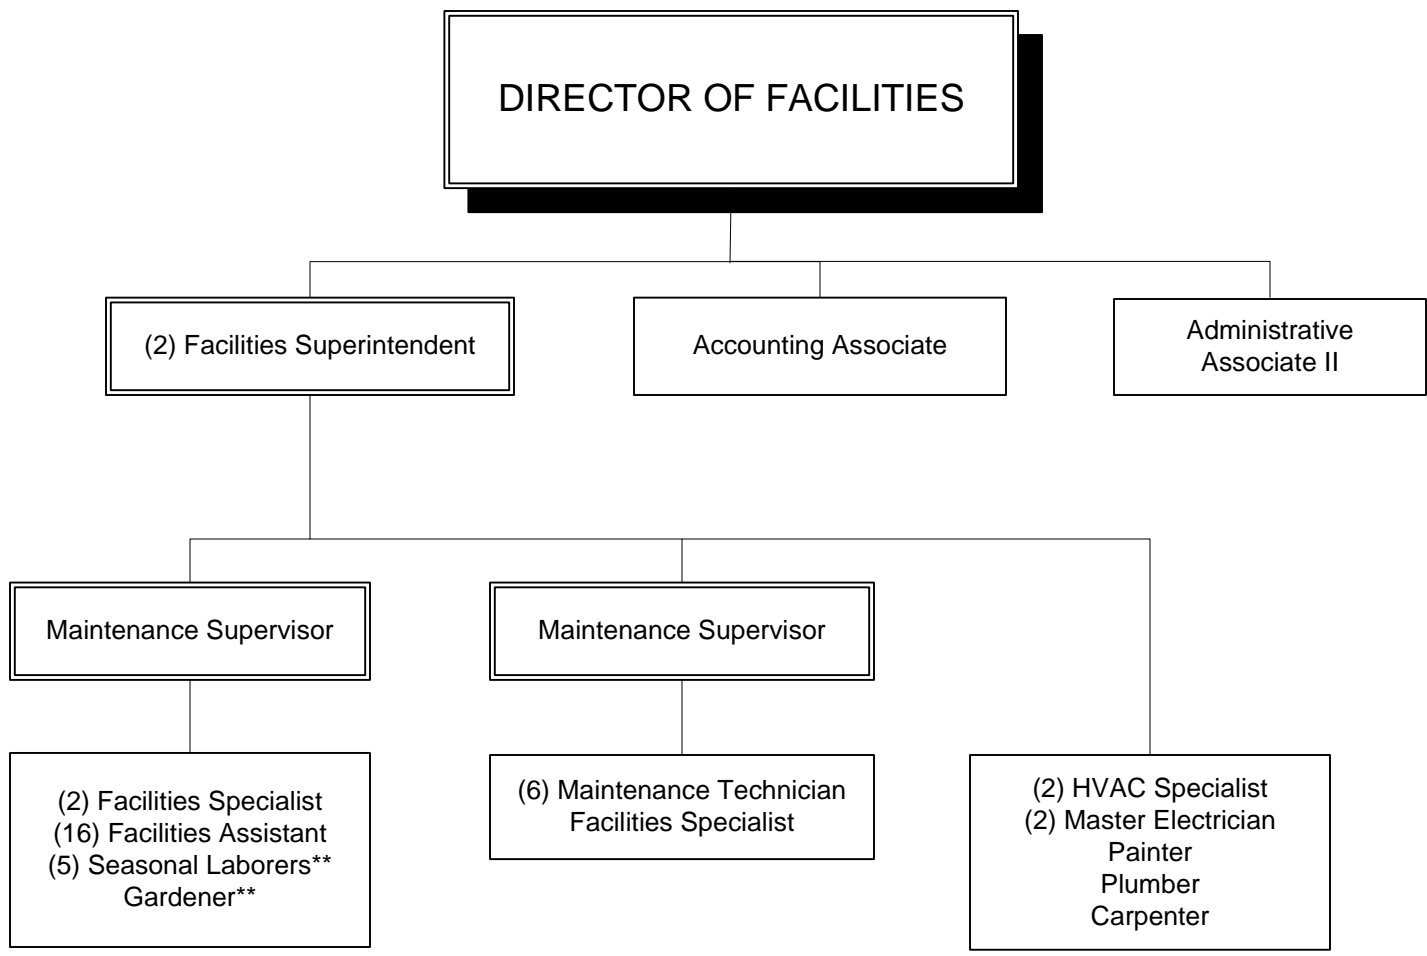 DIRECTOR OF FACILITIES
(2) Facilities Superintendent
Accounting Associate
Administrative
Associate II
Maintenance Supervisor
Maintenance Supervisor
(2) Facilities Specialist
(16) Facilities Assistant
(5) Seasonal Laborers**
Gardener**
(6) Maintenance Technician
Facilities Specialist
(2) HVAC Specialist
(2) Master Electrician
Painter
Plumber
Carpenter